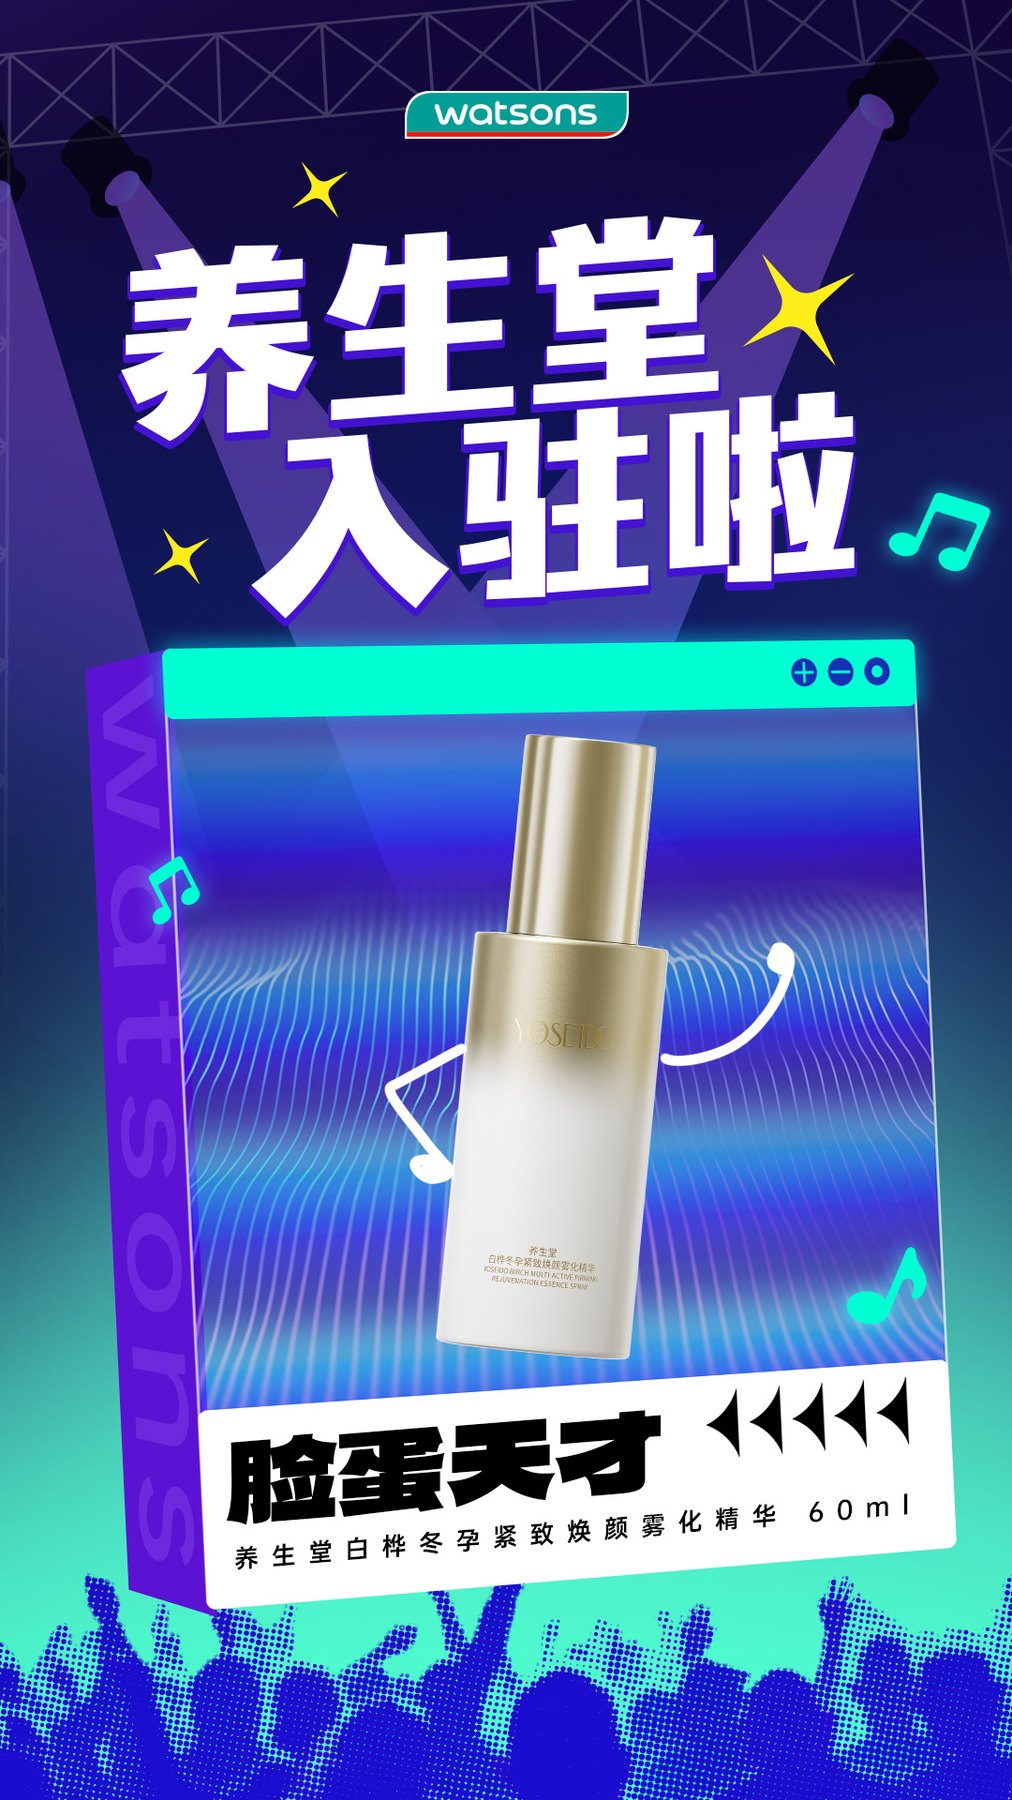 watsons
养生堂
入驻啦
watsons
YOSEIDO
养生堂
白桦冬孕紧致焕颜雾化精华
YOSEIDO BIRCH MULTI-ACTIVE FIRMING
REJUVENATION ESSENCE SPRAY
脸蛋天才
养生堂白桦冬孕紧致焕颜雾化精华 60ml